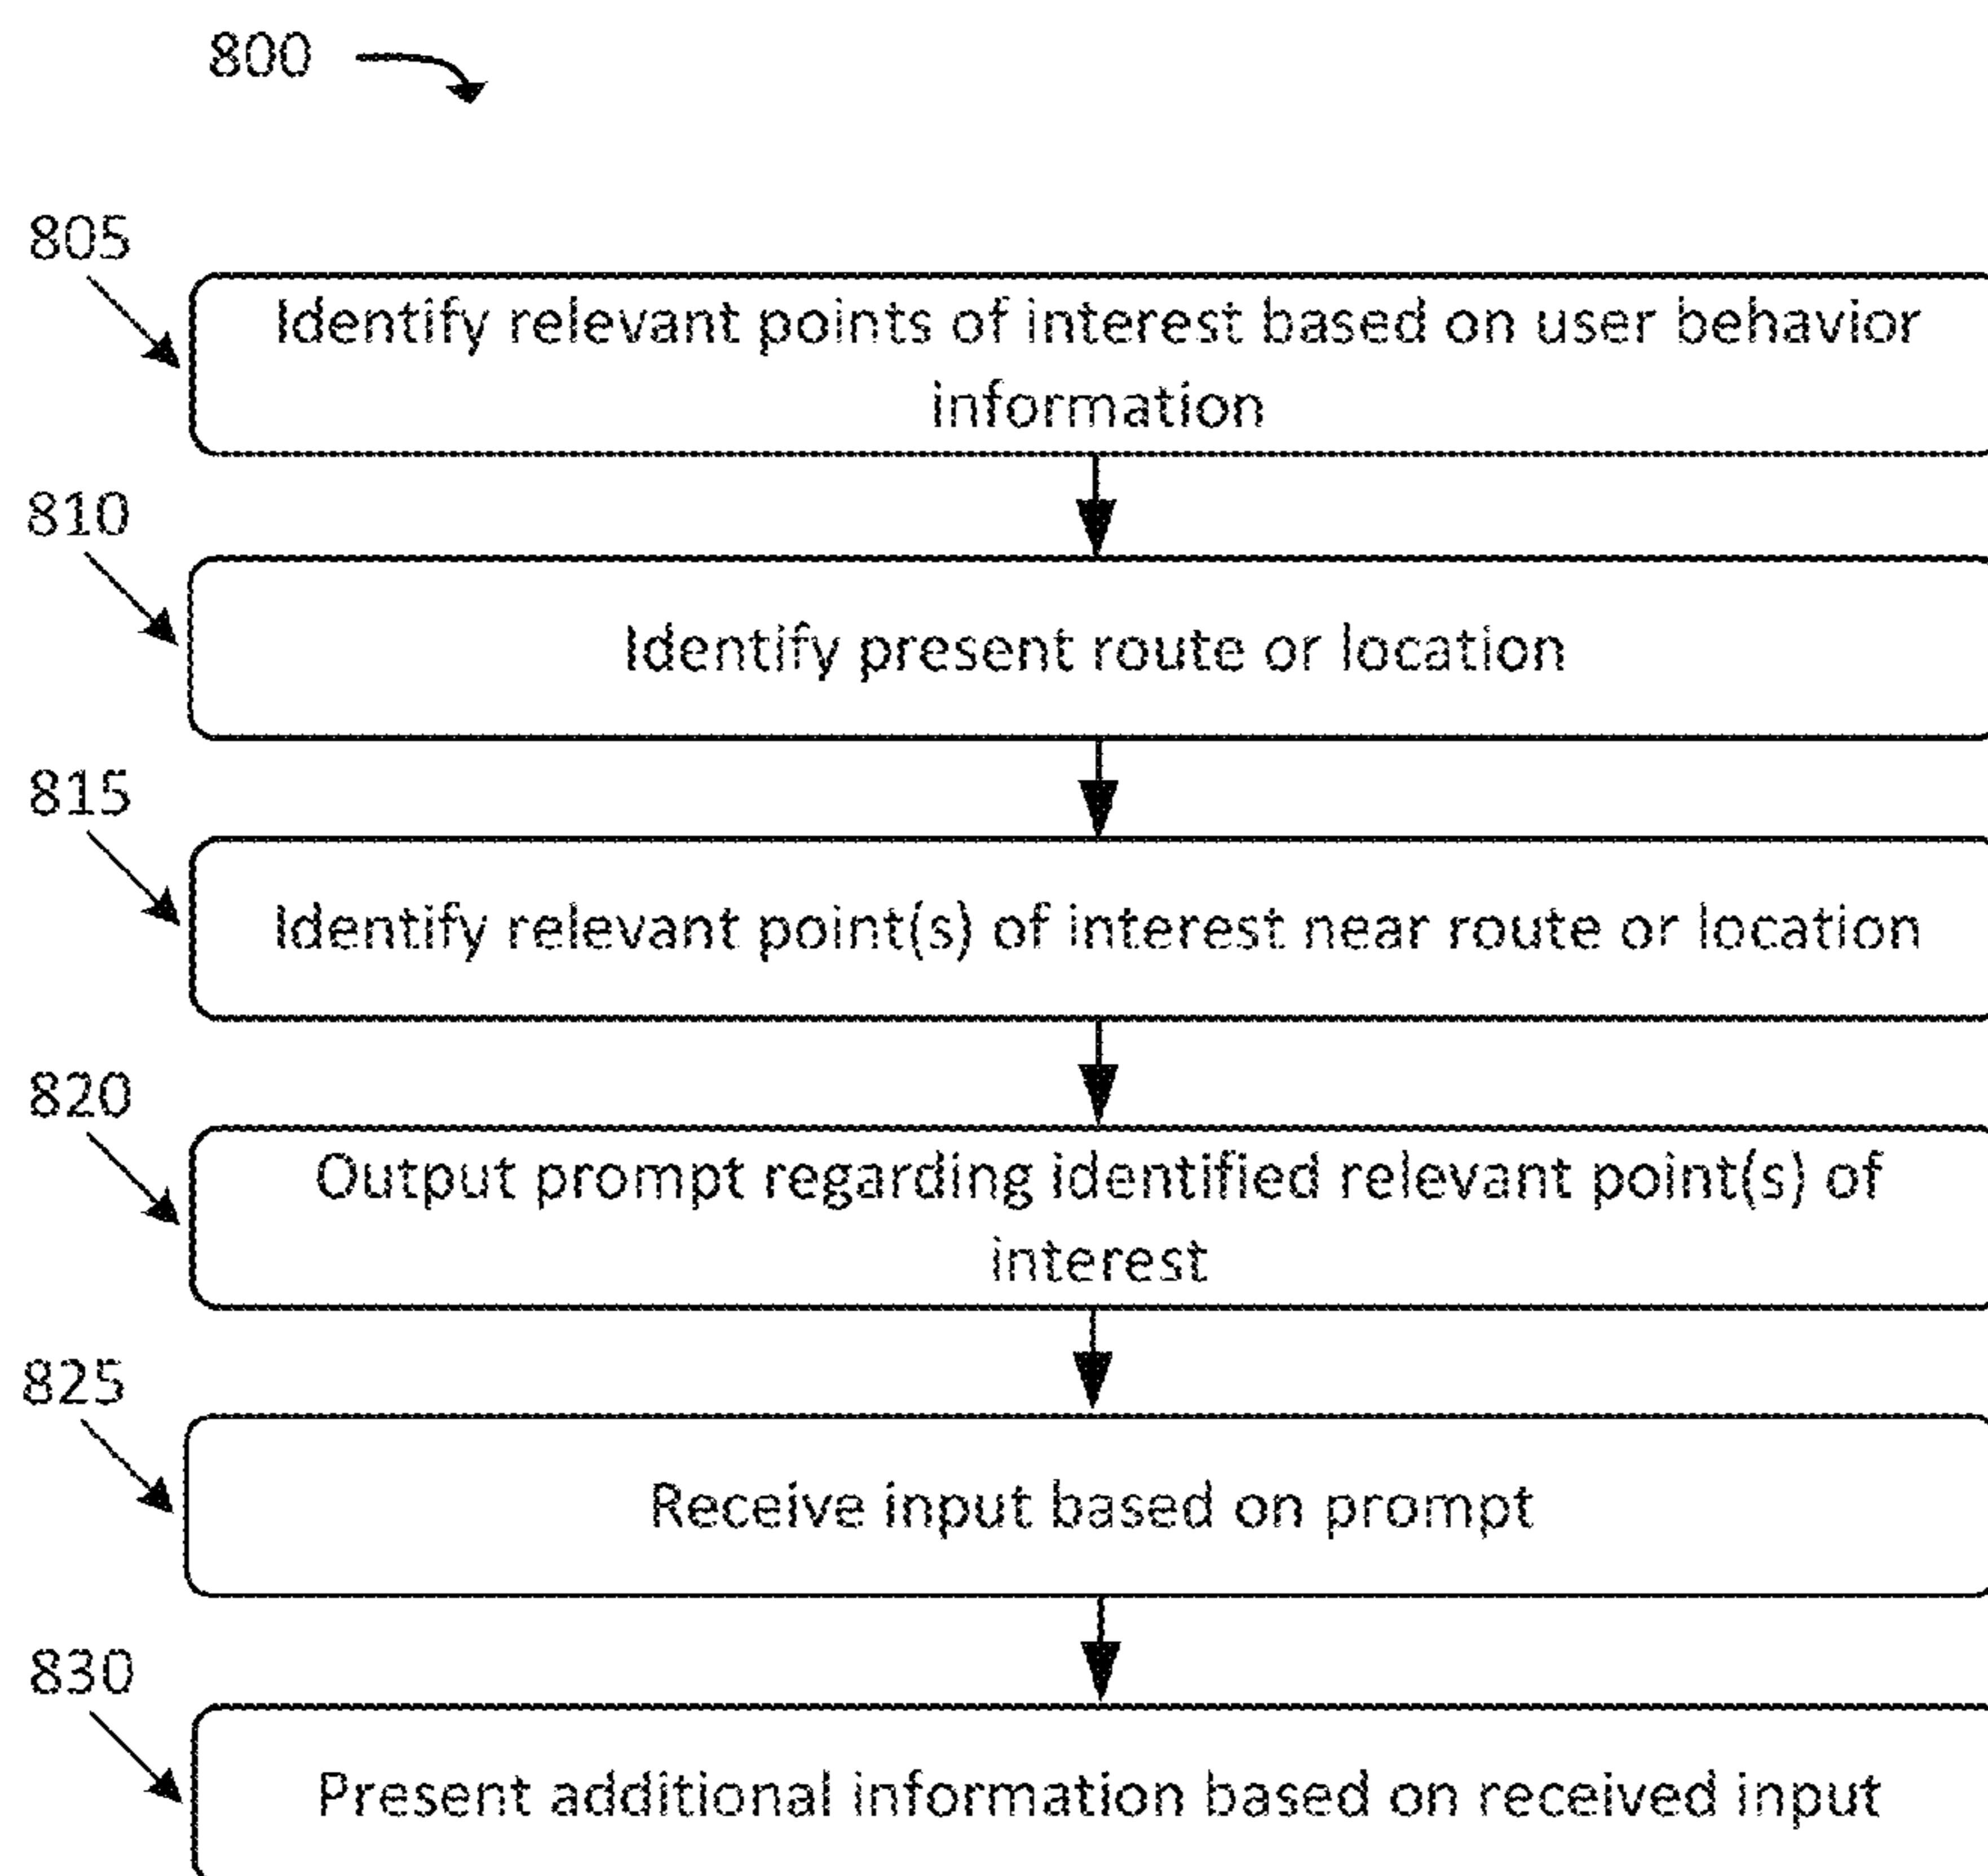 800
805
Identify relevant points of interest based on user behavior
information
810
Identify present route or location
815
Identify relevant point(s) of interest near route or location
820
Output prompt regarding identified relevant point(s) of
interest
825
Receive input based on prompt
830
Present additional information based on received input